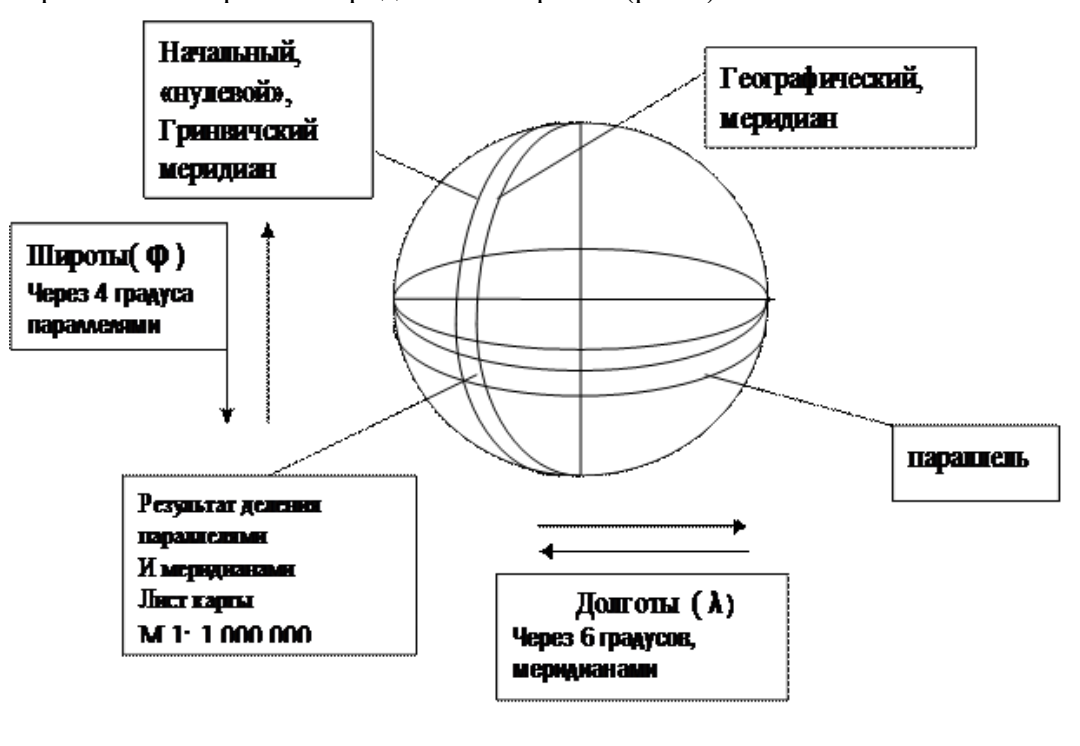 Начальный,
«нулевой»,
Гринвичский
меридиан
Географический,
меридиан
Широты( φ )
Через 4 градуса
параллелями
параллель
Результат деления
параллелями
И меридианами
Лист карты
М 1: 1 000 000
Долготы ( λ )
Через 6 градусов,
меридианами